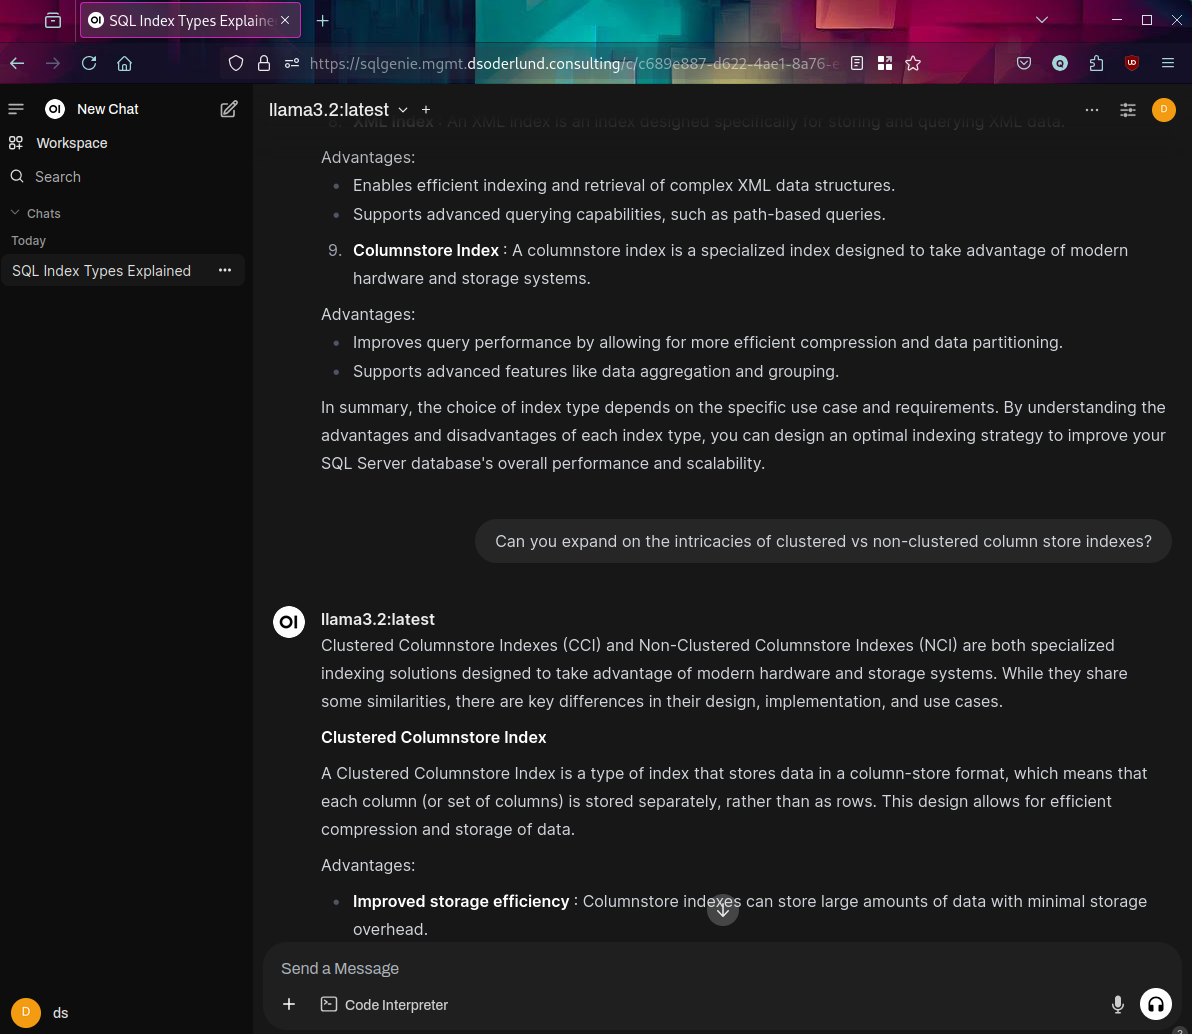 SQL Index Types Explaine
https://sqlgenie.mgmt.dsoderlund.consulting/c/c689e887-d622-4ae1-8a76-e
New Chat
Workspace
Search
Chats
Today
SQL Index Types Explained
D
ds
llama3.2:latest
D
8. XML Index : An XML index is an index designed specifically for storing and querying XML data.
Advantages:
Enables efficient indexing and retrieval of complex XML data structures.
Supports advanced querying capabilities, such as path-based queries.
9. Columnstore Index : A columnstore index is a specialized index designed to take advantage of modern
hardware and storage systems.
Advantages:
Improves query performance by allowing for more efficient compression and data partitioning.
Supports advanced features like data aggregation and grouping.
In summary, the choice of index type depends on the specific use case and requirements. By understanding the
advantages and disadvantages of each index type, you can design an optimal indexing strategy to improve your
SQL Server database's overall performance and scalability.
Can you expand on the intricacies of clustered vs non-clustered column store indexes?
OI
llama3.2:latest
Clustered Columnstore Indexes (CCI) and Non-Clustered Columnstore Indexes (NCI) are both specialized
indexing solutions designed to take advantage of modern hardware and storage systems. While they share
some similarities, there are key differences in their design, implementation, and use cases.
Clustered Columnstore Index
A Clustered Columnstore Index is a type of index that stores data in a column-store format, which means that
each column (or set of columns) is stored separately, rather than as rows. This design allows for efficient
compression and storage of data.
Advantages:
Improved storage efficiency : Columnstore indexes can store large amounts of data with minimal storage
overhead.
Send a Message
Code Interpreter